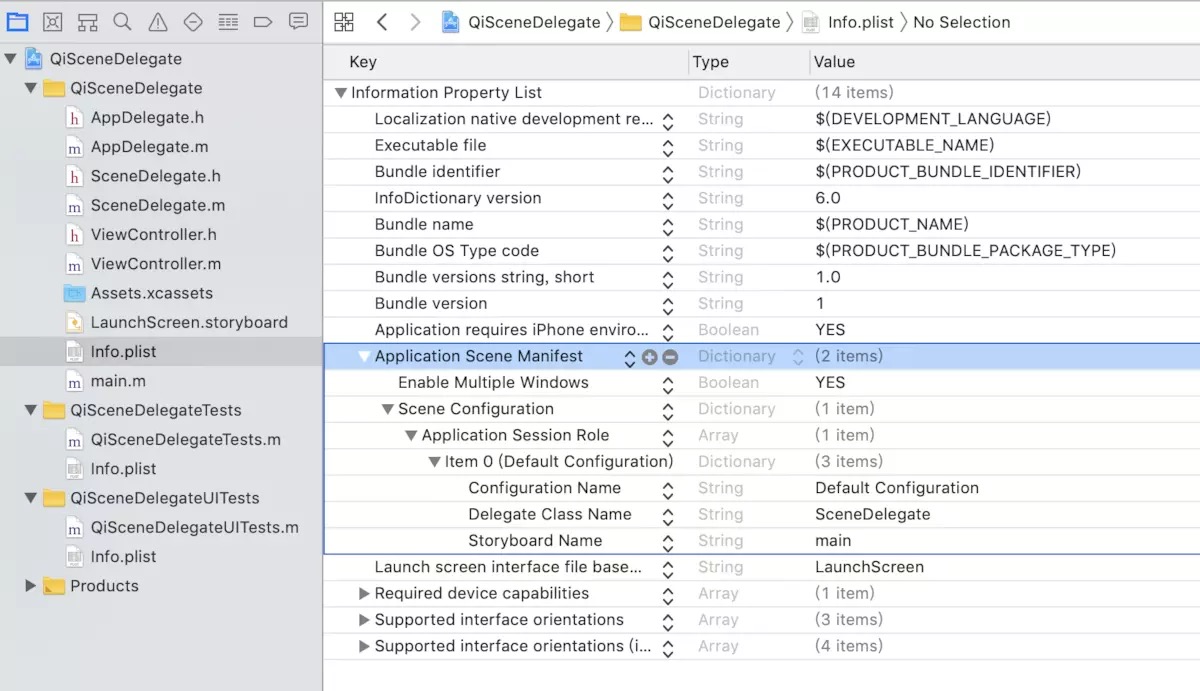 QiSceneDelegate QiSceneDelegate Info.plist No Selection
QiSceneDelegate
QiSceneDelegate
h AppDelegate.h
m AppDelegate.m
h SceneDelegate.h
m SceneDelegate.m
h ViewController.h
m ViewController.m
Assets.xcassets
LaunchScreen.storyboard
Info.plist
m main.m
QiSceneDelegateTests
m QiSceneDelegateTests.m
Info.plist
QiSceneDelegateUITests
m QiSceneDelegateUITests.m
Info.plist
Products
Key Type Value
Information Property List Dictionary (14 items)
Localization native development re... String $(DEVELOPMENT_LANGUAGE)
Executable file String $(EXECUTABLE_NAME)
Bundle identifier String $(PRODUCT_BUNDLE_IDENTIFIER)
InfoDictionary version String 6.0
Bundle name String $(PRODUCT_NAME)
Bundle OS Type code String $(PRODUCT_BUNDLE_PACKAGE_TYPE)
Bundle versions string, short String 1.0
Bundle version String 1
Application requires iPhone enviro... Boolean YES
Application Scene Manifest Dictionary (2 items)
Enable Multiple Windows Boolean YES
Scene Configuration Dictionary (1 item)
Application Session Role Array (1 item)
Item 0 (Default Configuration) Dictionary (3 items)
Configuration Name String Default Configuration
Delegate Class Name String SceneDelegate
Storyboard Name String main
Launch screen interface file base... String LaunchScreen
Required device capabilities Array (1 item)
Supported interface orientations Array (3 items)
Supported interface orientations (i... Array (4 items)